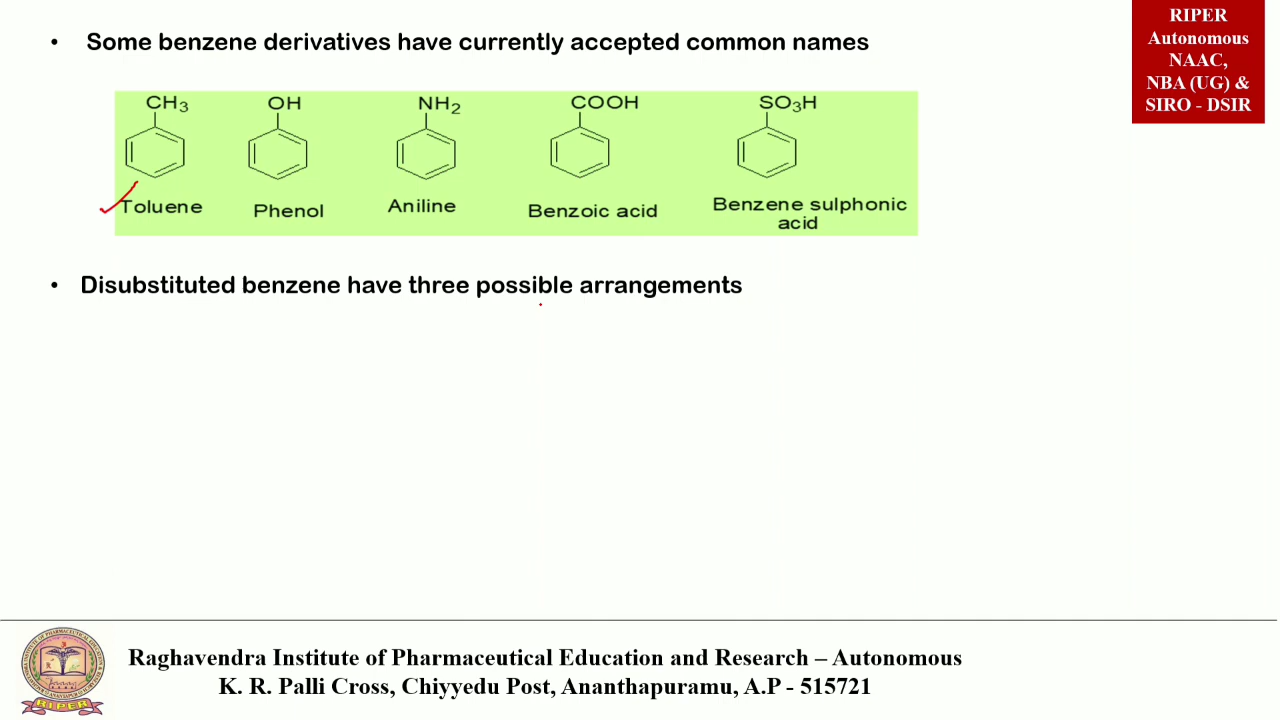 • Some benzene derivatives have currently accepted common names
RIPER
Autonomous
NAAC,
NBA (UG) &
SIRO - DSIR
CH3 OH NH2 COOH SO3H
Toluene Phenol Aniline Benzoic acid Benzene sulphonic
acid
• Disubstituted benzene have three possible arrangements
Raghavendra Institute of Pharmaceutical Education and Research – Autonomous
K. R. Palli Cross, Chiyyedu Post, Ananthapuramu, A.P - 515721
RIPER